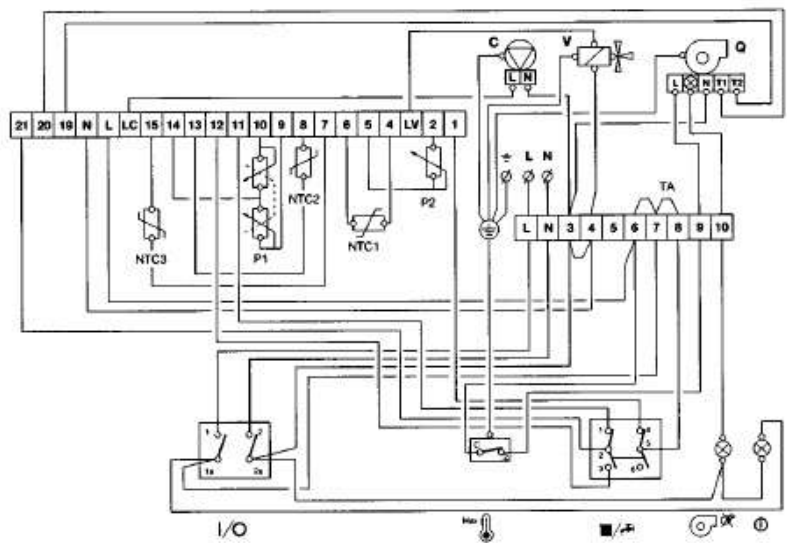 C V Q
L N
L N T1 T2
21 20 19 N L LC 15 14 13 12 11 10 9 8 7 6 5 4 LV 2 1
L N
TA
NTC2
P2
NTC3
P1
NTC1
L N 3 4 5 6 7 8 9 10
1 2
1a 2a
C
1 4
2 5
3 6
I/O